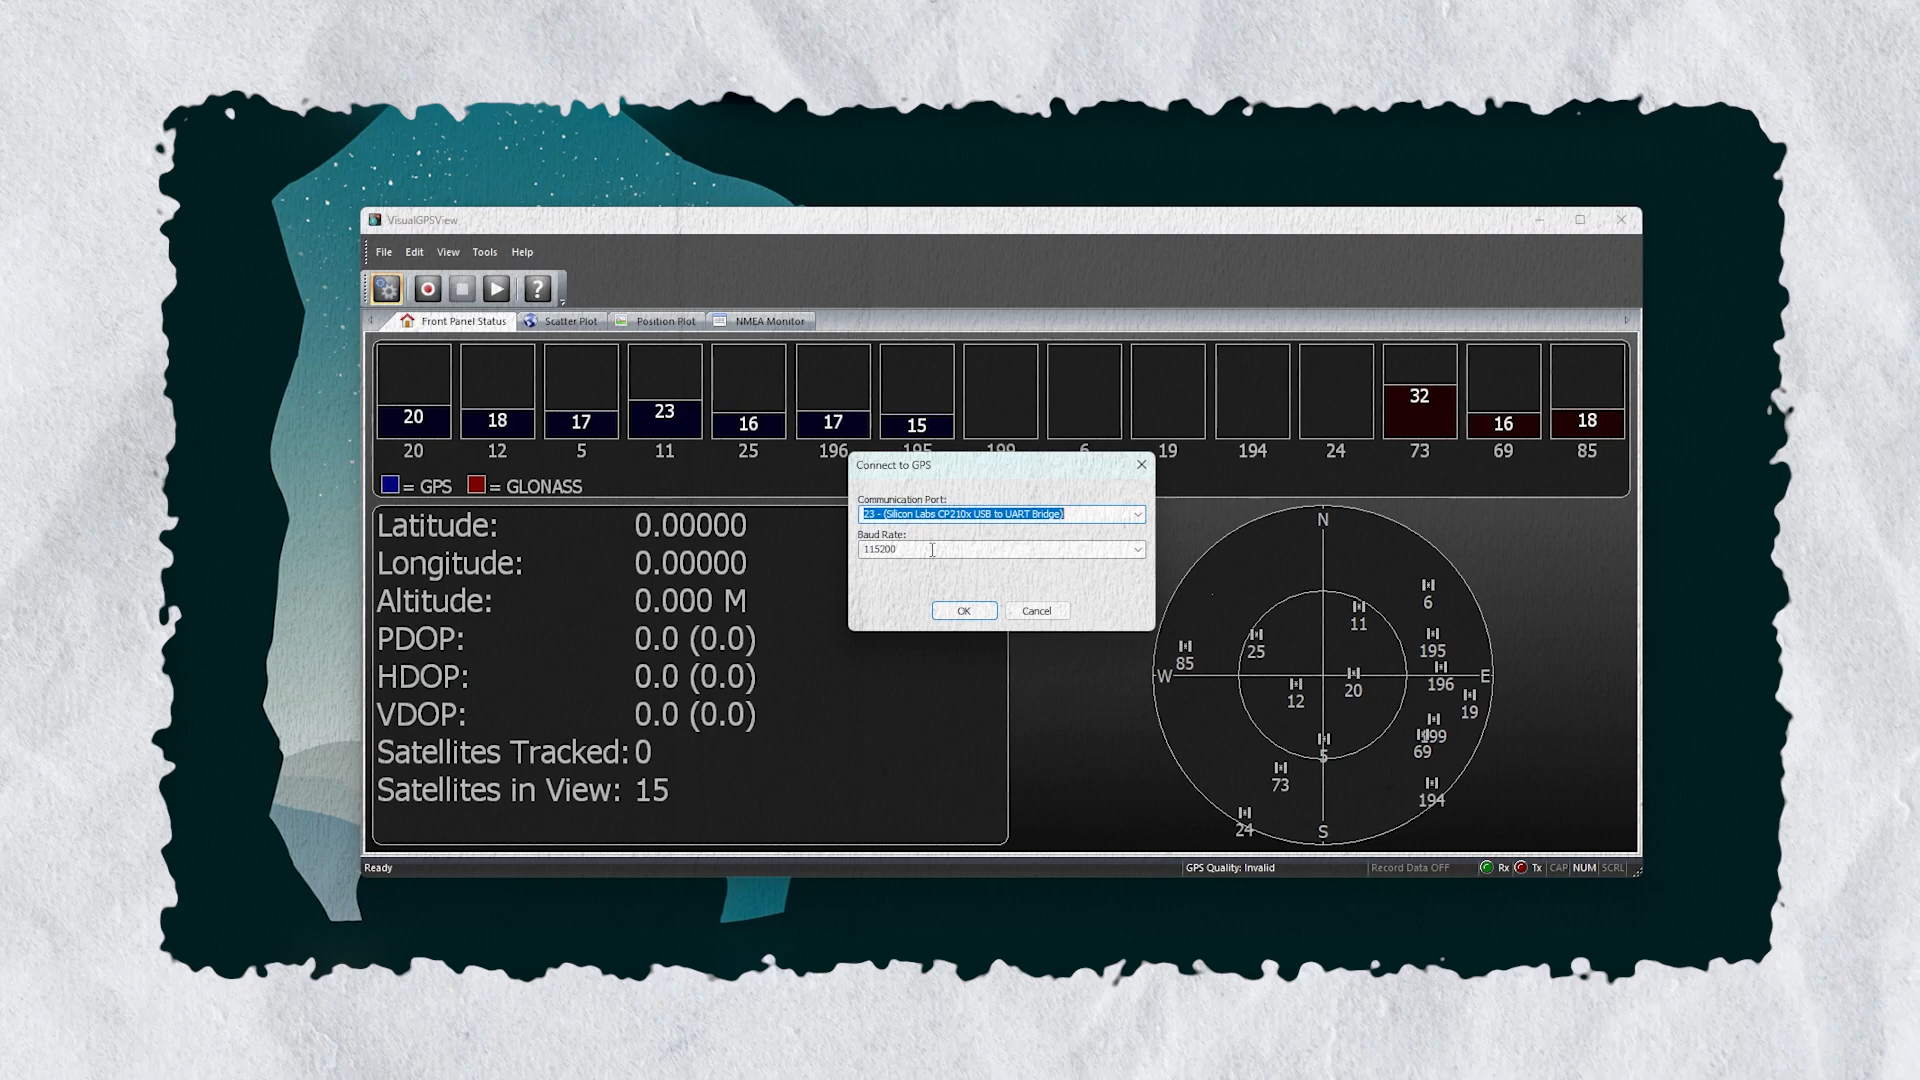 VisualGPSView
File Edit View Tools Help
?
Front Panel Status Scatter Plot Position Plot NMEA Monitor
20 18 17 23 16 17 15 32 16 18
20 12 5 11 25 196 195 199 6 19 194 24 73 69 85
= GPS = GLONASS
Connect to GPS
Communication Port:
23 - (Silicon Labs CP210x USB to UART Bridge)
Baud Rate:
115200
OK Cancel
Latitude: 0.00000
Longitude: 0.00000
Altitude: 0.000 M
PDOP: 0.0 (0.0)
HDOP: 0.0 (0.0)
VDOP: 0.0 (0.0)
Satellites Tracked: 0
Satellites in View: 15
N
6
11
195
25
85
W
E
196
20
12
19
199
69
5
73
194
24
S
Ready GPS Quality: Invalid Record Data OFF Rx Tx CAP NUM SCRL